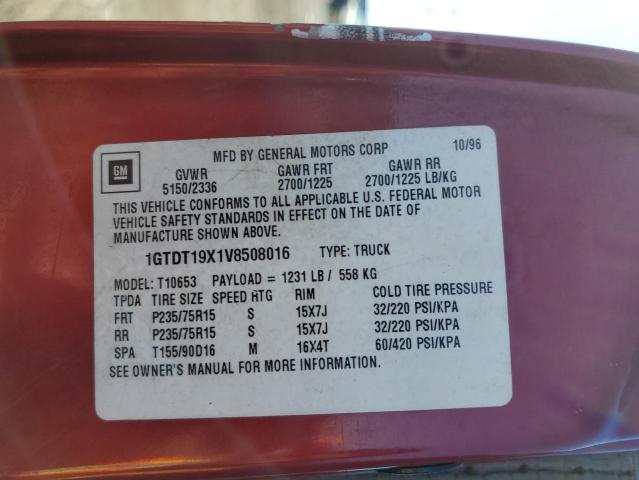 MFD BY GENERAL MOTORS CORP 10/96
GM
GVWR GAWR FRT GAWR RR
5150/2336 2700/1225 2700/1225 LB/KG
THIS VEHICLE CONFORMS TO ALL APPLICABLE U.S. FEDERAL MOTOR
VEHICLE SAFETY STANDARDS IN EFFECT ON THE DATE OF
MANUFACTURE SHOWN ABOVE.
1GTDT19X1V8508016 TYPE: TRUCK
MODEL: T10653 PAYLOAD = 1231 LB / 558 KG
TPDA TIRE SIZE SPEED RTG RIM COLD TIRE PRESSURE
FRT P235/75R15 S 15X7J 32/220 PSI/KPA
RR P235/75R15 S 15X7J 32/220 PSI/KPA
SPA T155/90D16 M 16X4T 60/420 PSI/KPA
SEE OWNER'S MANUAL FOR MORE INFORMATION.